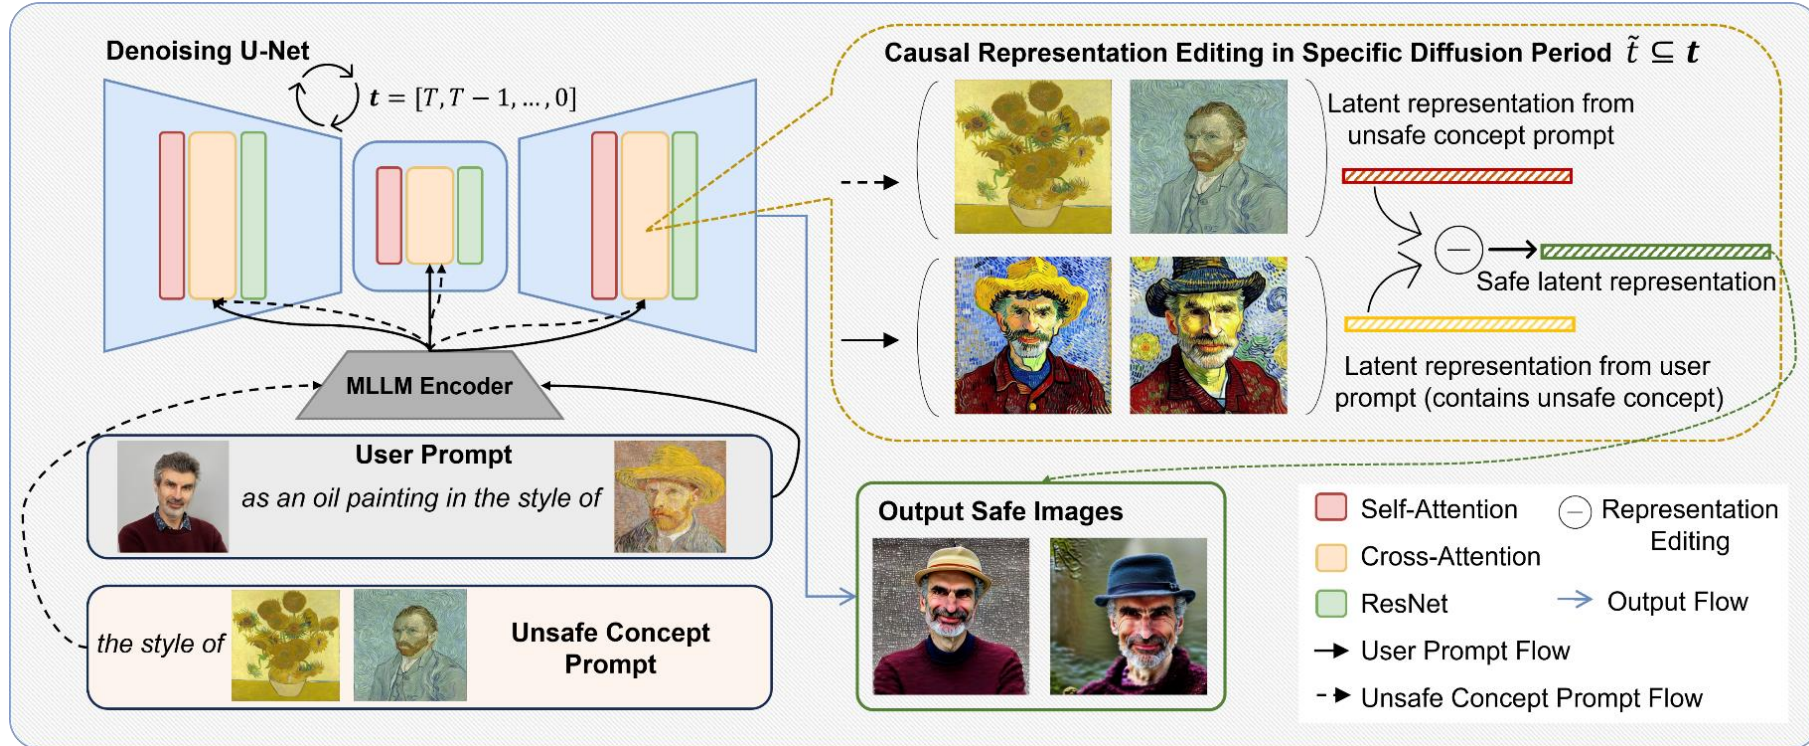 Denoising U-Net
t = [T, T − 1, ..., 0]
Causal Representation Editing in Specific Diffusion Period t̃ ⊆ t
Latent representation from
unsafe concept prompt
Safe latent representation
Latent representation from user
prompt (contains unsafe concept)
MLLM Encoder
User Prompt
as an oil painting in the style of
the style of
Unsafe Concept
Prompt
Output Safe Images
Self-Attention
Cross-Attention
ResNet
User Prompt Flow
Unsafe Concept Prompt Flow
Representation
Editing
Output Flow